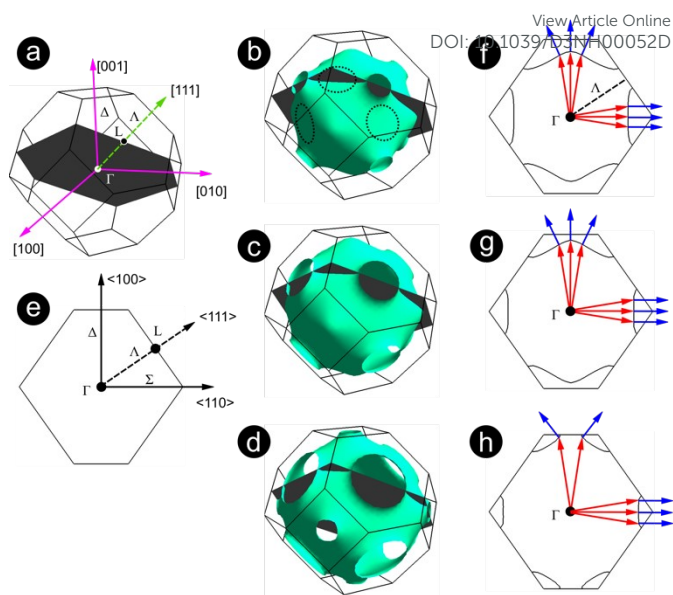 View Article Online
DOI: 10.1039/D3NH00052D
a
[001]
[111]
Δ
Λ
L
Γ
[010]
[100]
b
f
Λ
Γ
c
g
Γ
e
<100>
<111>
L
Δ
Λ
Γ
Σ
<110>
d
h
Γ